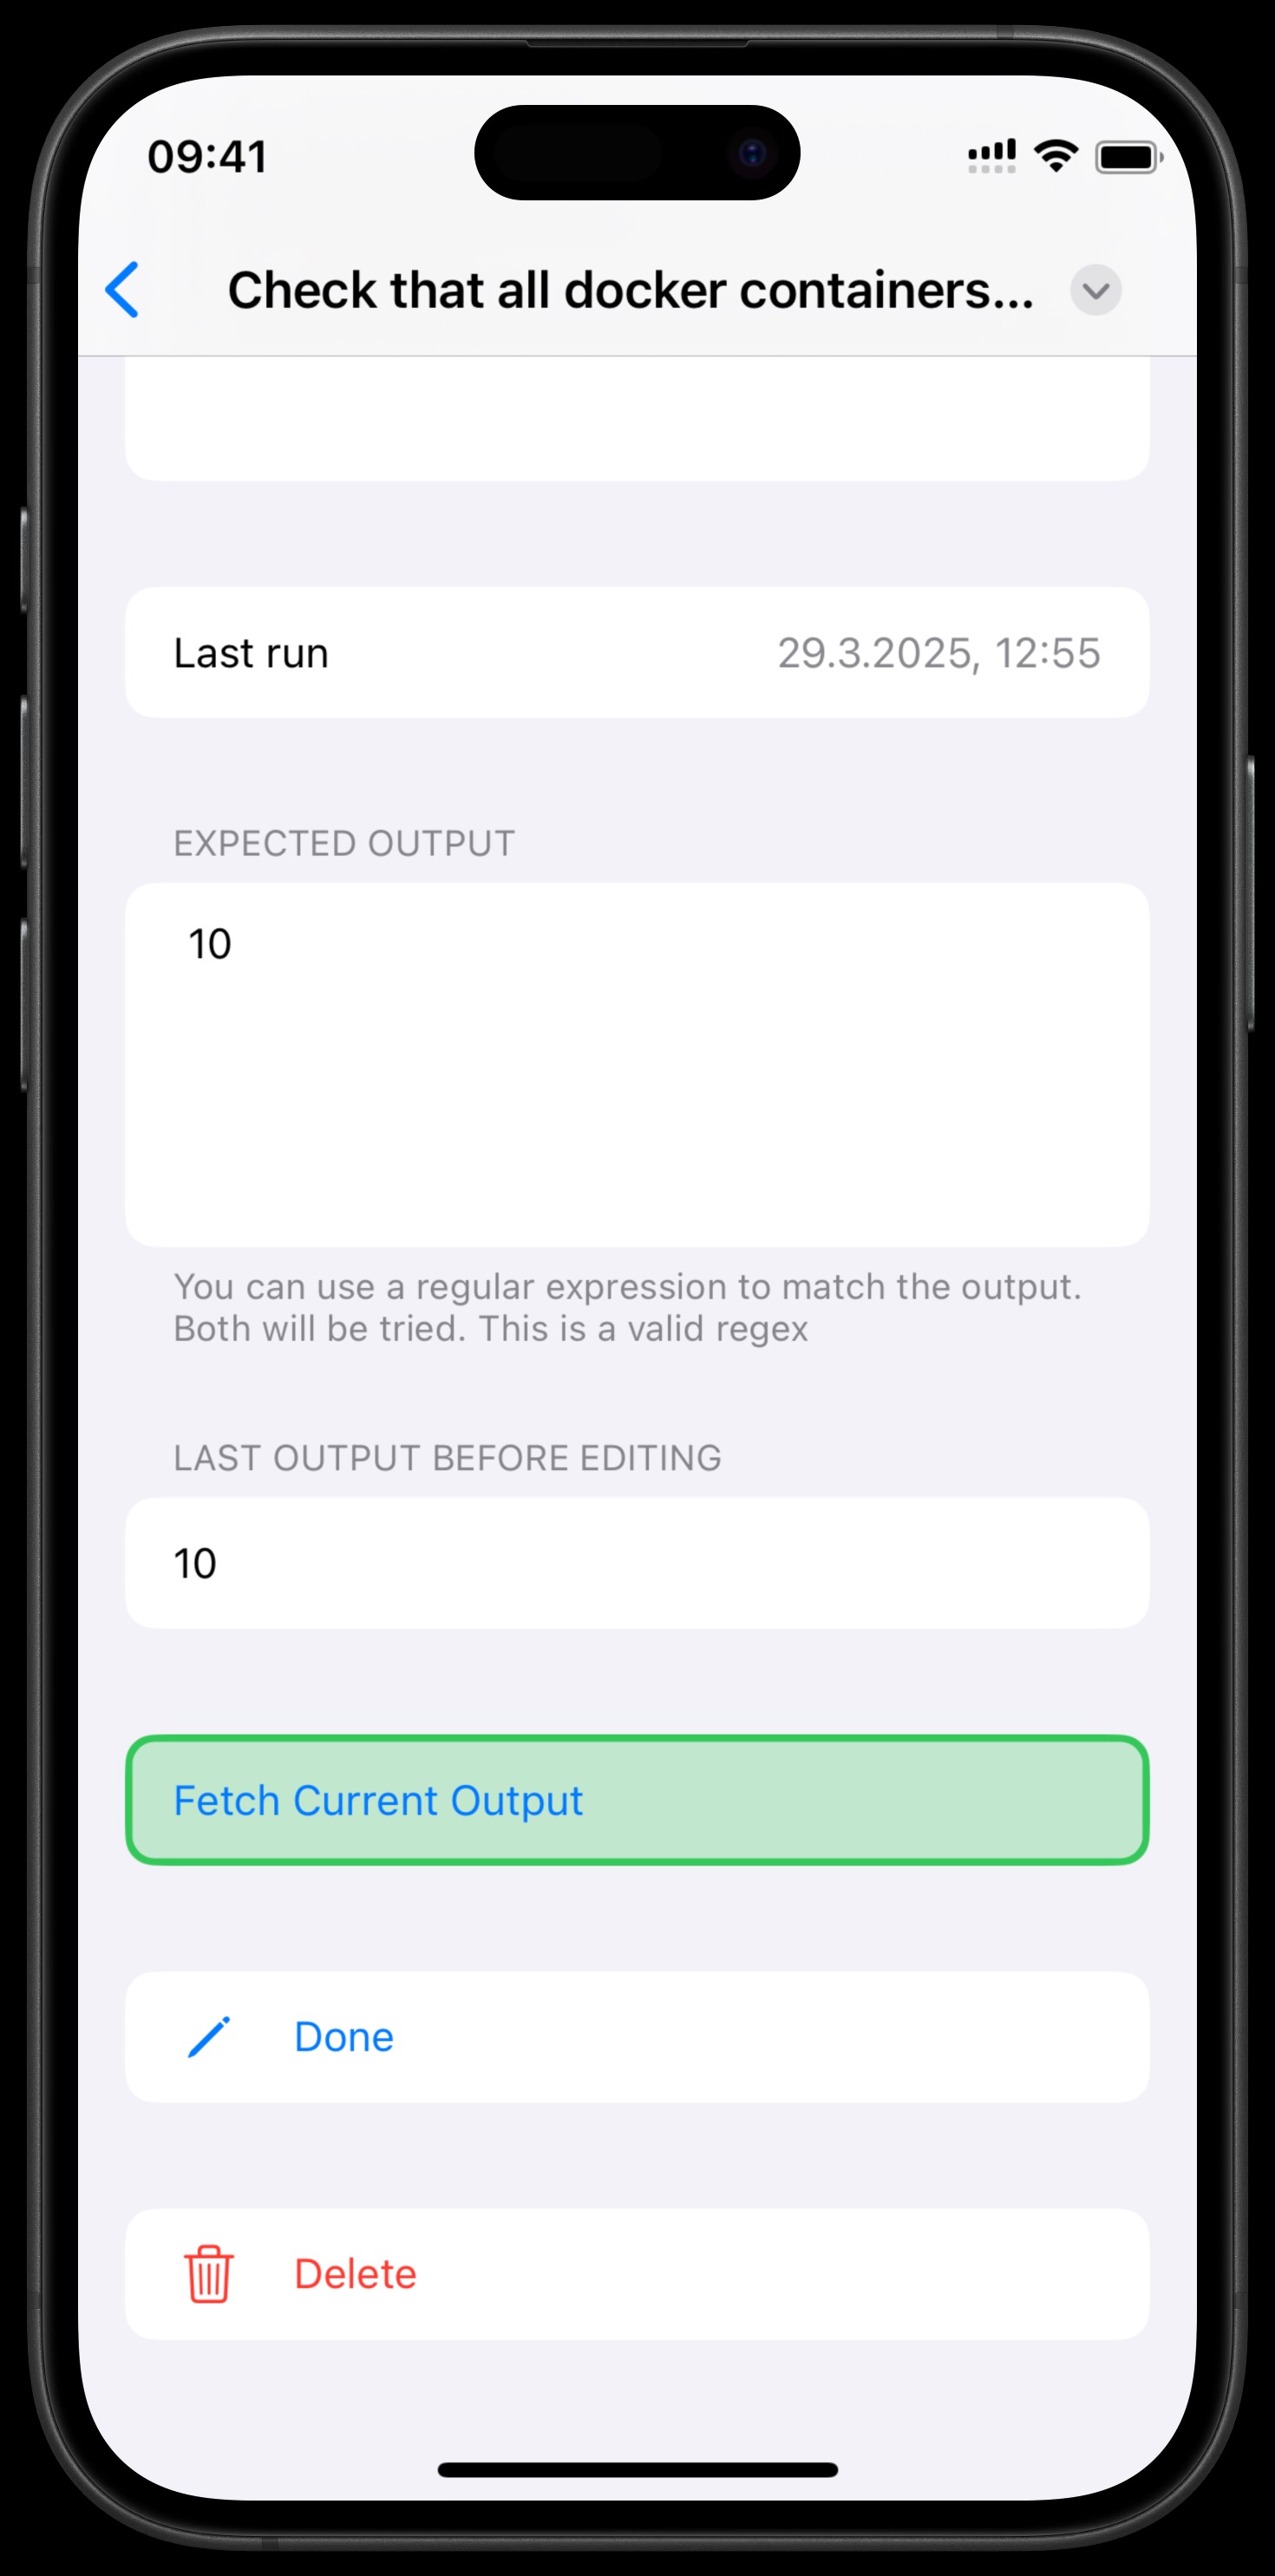 09:41
Check that all docker containers...
Last run
29.3.2025, 12:55
EXPECTED OUTPUT
10
You can use a regular expression to match the output.
Both will be tried. This is a valid regex
LAST OUTPUT BEFORE EDITING
10
Fetch Current Output
Done
Delete